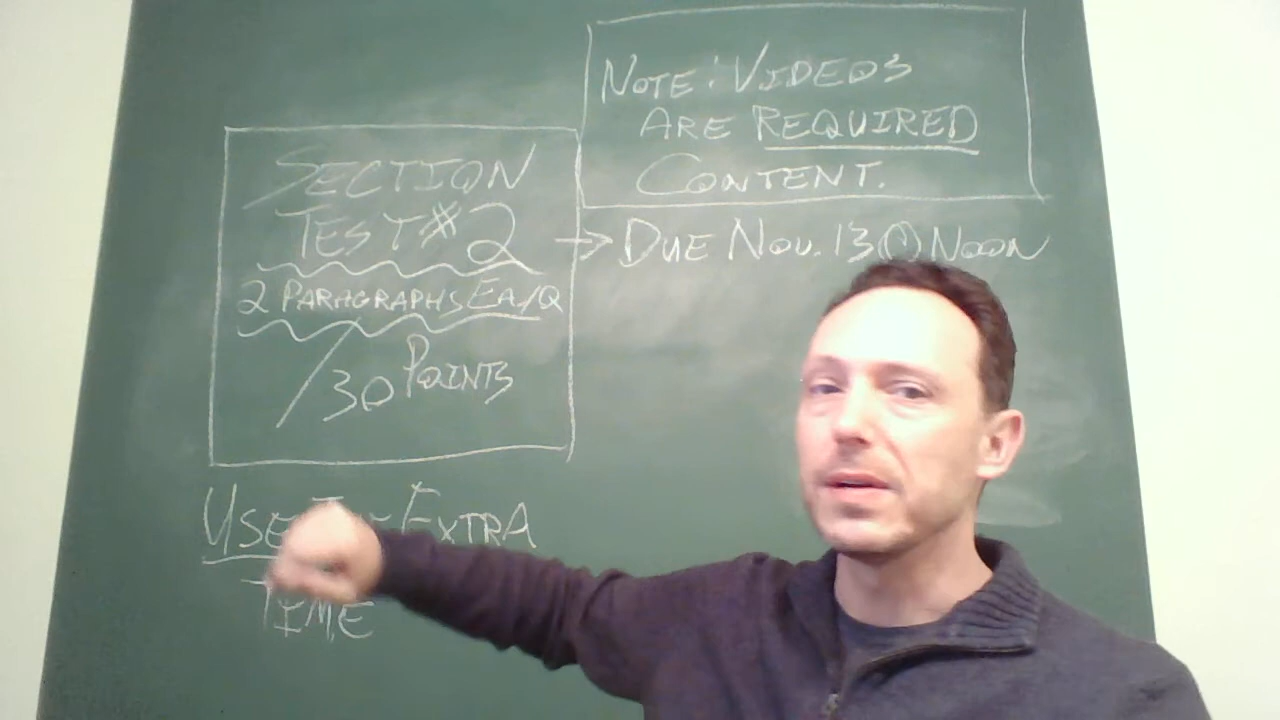 NOTE: VIDEOS
ARE REQUIRED
CONTENT.
SECTION
TEST #2
→ DUE NOV. 13 @ NOON
2 PARAGRAPHS EA/Q
/30 POINTS
USE EXTRA
TIME